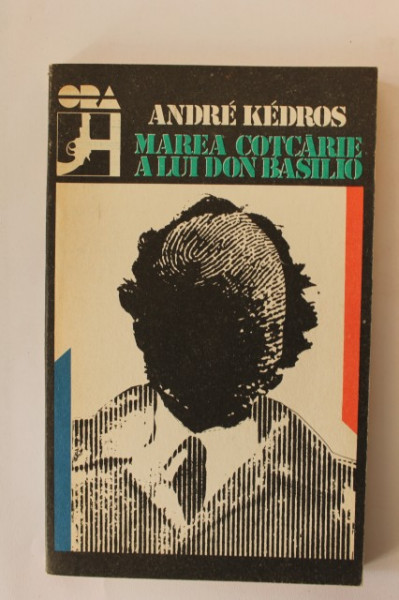 ORA
H
ANDRÉ KÉDROS
MAREA COTCĂRIE
A LUI DON BASILIO